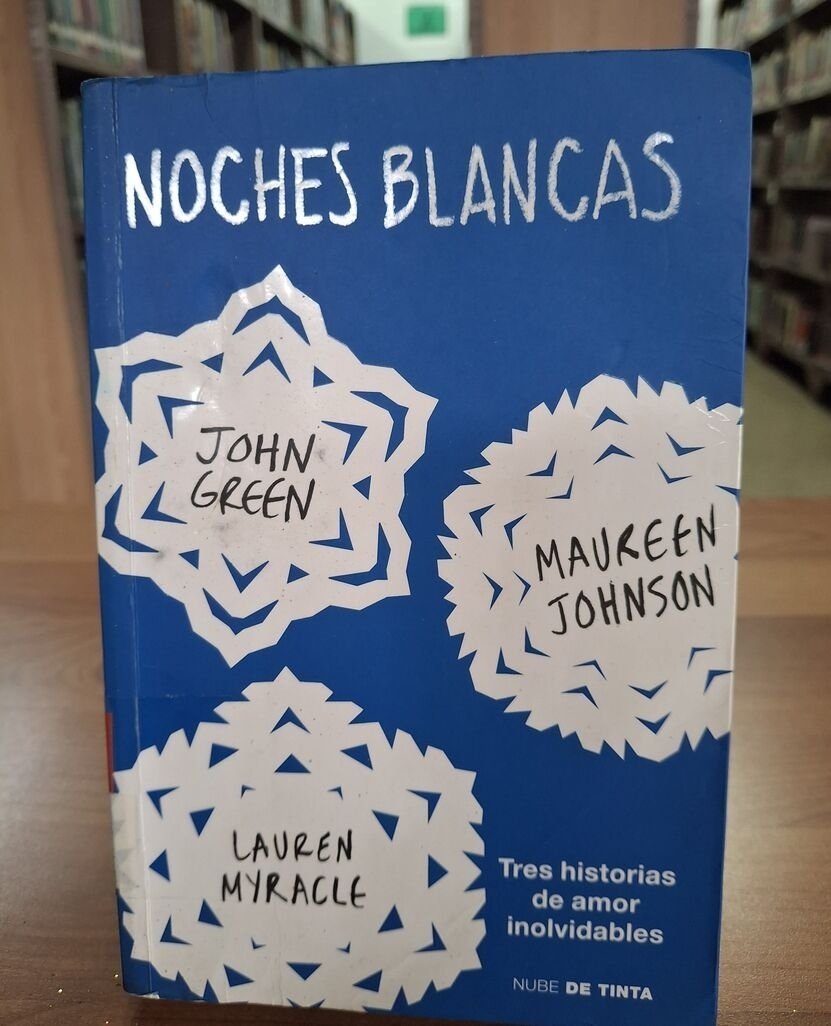 NOCHES BLANCAS
JOHN
GREEN
MAUREEN
JOHNSON
LAUREN
MYRACLE
Tres historias
de amor
inolvidables
NUBE DE TINTA